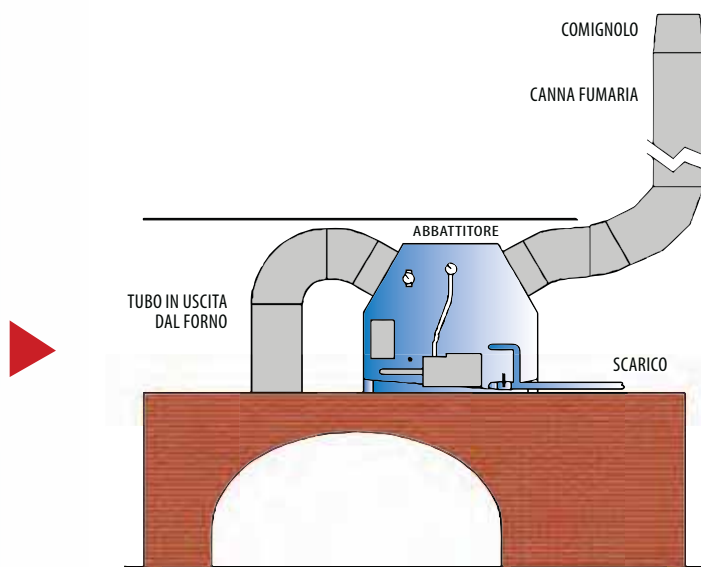 COMIGNOLO
CANNA FUMARIA
ABBATTITORE
TUBO IN USCITA
DAL FORNO
SCARICO